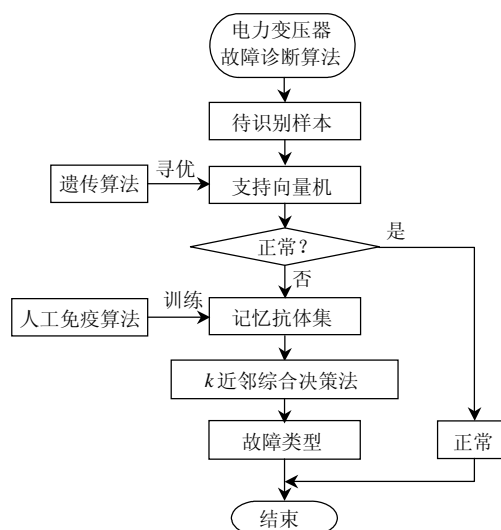 电力变压器
故障诊断算法
待识别样本
遗传算法
寻优
支持向量机
正常?
是
否
人工免疫算法
训练
记忆抗体集
k近邻综合决策法
故障类型
正常
结束